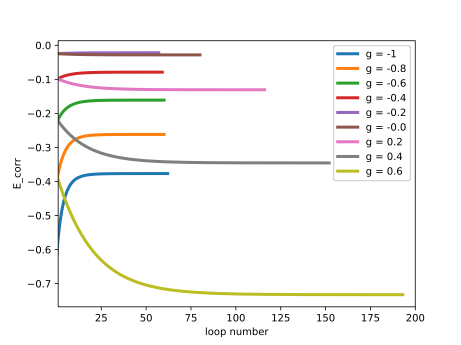 0.0
−0.1
−0.2
−0.3
−0.4
−0.5
−0.6
−0.7
E_corr
25
50
75
100
125
150
175
200
loop number
g = -1
g = -0.8
g = -0.6
g = -0.4
g = -0.2
g = -0.0
g = 0.2
g = 0.4
g = 0.6